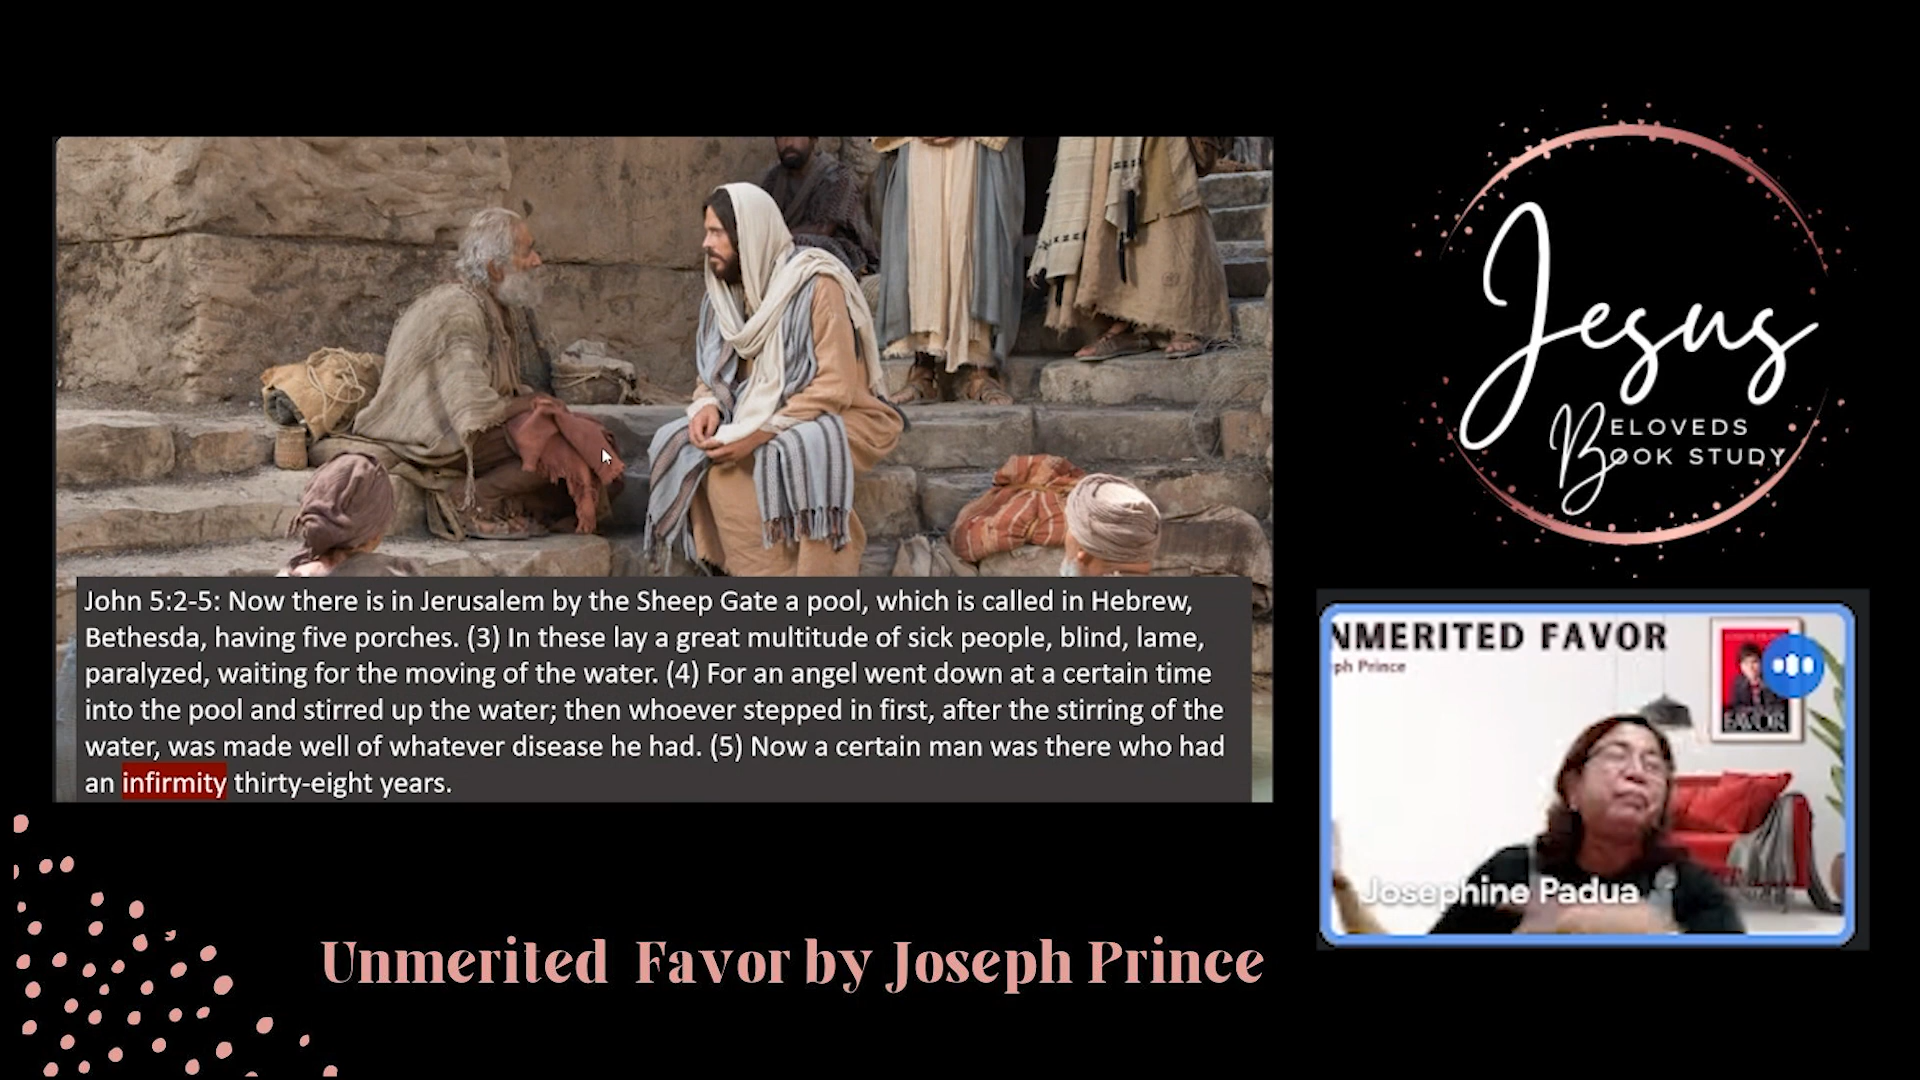 John 5:2-5: Now there is in Jerusalem by the Sheep Gate a pool, which is called in Hebrew,
Bethesda, having five porches. (3) In these lay a great multitude of sick people, blind, lame,
paralyzed, waiting for the moving of the water. (4) For an angel went down at a certain time
into the pool and stirred up the water; then whoever stepped in first, after the stirring of the
water, was made well of whatever disease he had. (5) Now a certain man was there who had
an infirmity thirty-eight years.
Unmerited Favor by Joseph Prince
Jesus
BELOVEDS
BOOK STUDY
NMERITED FAVOR
ph Prince
FAVOR
Josephine Padua